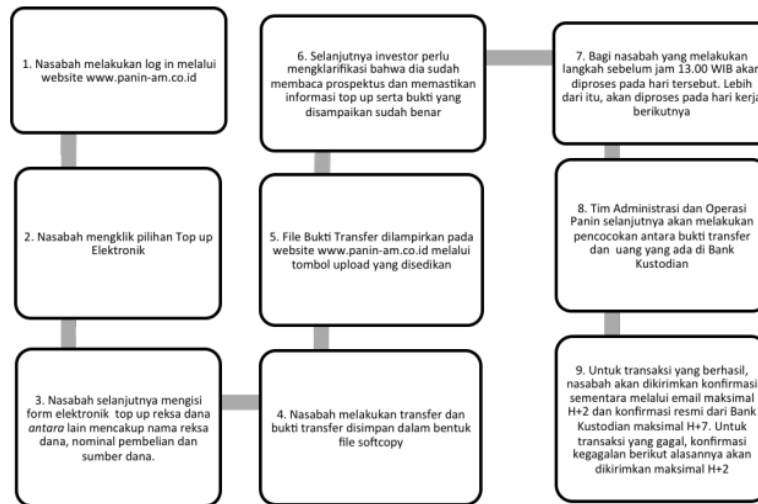 1. Nasabah melakukan log in melalui
website www.panin-am.co.id
2. Nasabah mengklik pilihan Top up
Elektronik
3. Nasabah selanjutnya mengisi
form elektronik top up reksa dana
antara lain mencakup nama reksa
dana, nominal pembelian dan
sumber dana.
4. Nasabah melakukan transfer dan
bukti transfer disimpan dalam bentuk
file softcopy
5. File Bukti Transfer dilampirkan pada
website www.panin-am.co.id melalui
tombol upload yang disedikan
6. Selanjutnya investor perlu
mengklarifikasi bahwa dia sudah
membaca prospektus dan memastikan
informasi top up serta bukti yang
disampaikan sudah benar
7. Bagi nasabah yang melakukan
langkah sebelum jam 13.00 WIB akan
diproses pada hari tersebut. Lebih
dari itu, akan diproses pada hari kerja
berikutnya
8. Tim Administrasi dan Operasi
Panin selanjutnya akan melakukan
pencocokan antara bukti transfer
dan uang yang ada di Bank
Kustodian
9. Untuk transaksi yang berhasil,
nasabah akan dikirimkan konfirmasi
sementara melalui email maksimal
H+2 dan konfirmasi resmi dari Bank
Kustodian maksimal H+7. Untuk
transaksi yang gagal, konfirmasi
kegagalan berikut alasannya akan
dikirimkan maksimal H+2